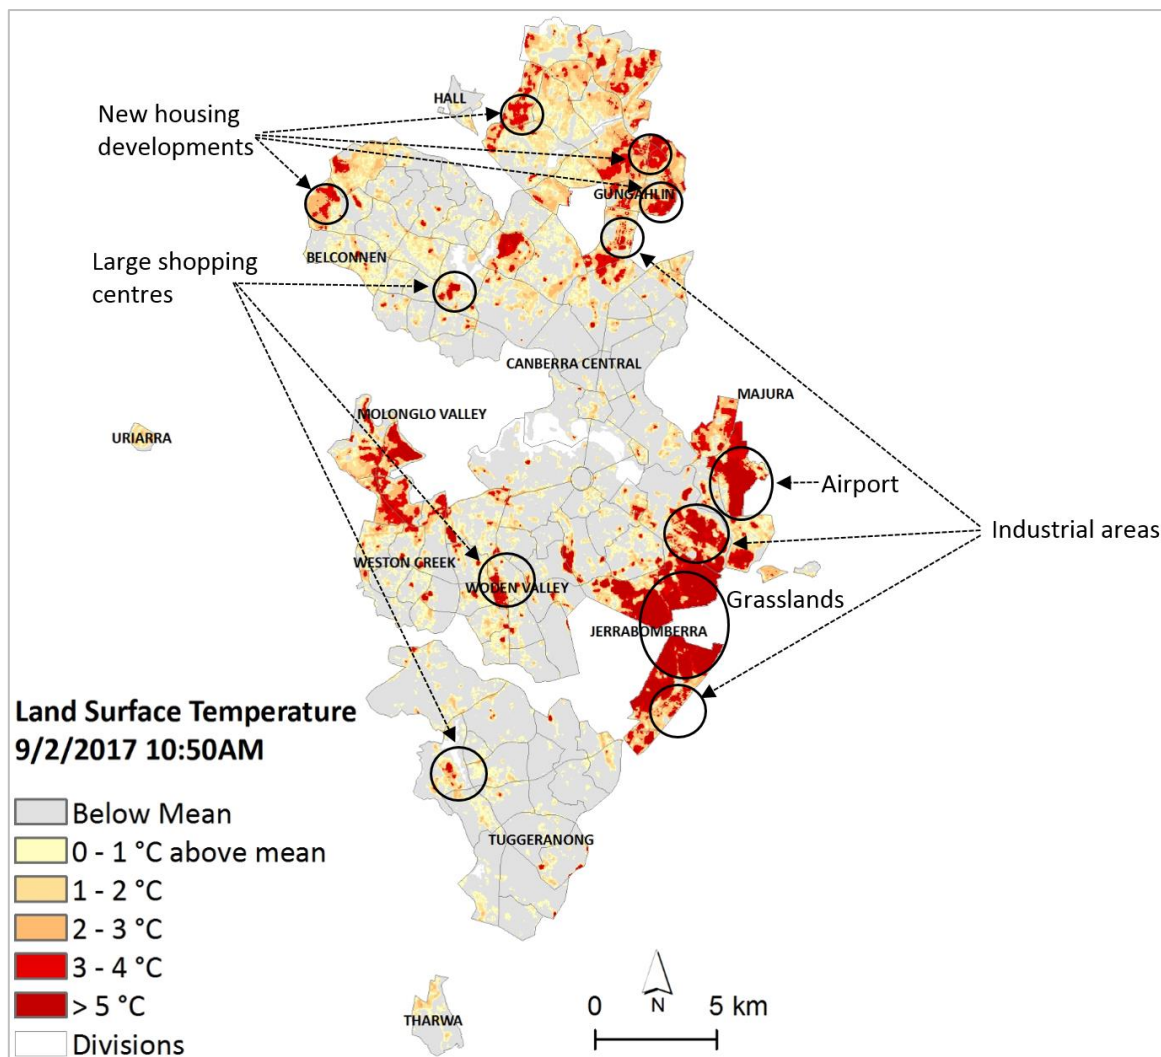 HALL
New housing
developments
GUNGAHLIN
BELCONNEN
Large shopping
centres
CANBERRA CENTRAL
MAJURA
MOLONGLO VALLEY
URIARRA
Airport
Industrial areas
WESTON CREEK
WODEN VALLEY
Grasslands
JERRABOMBERRA
Land Surface Temperature
9/2/2017 10:50AM
Below Mean
0 - 1 °C above mean
1 - 2 °C
2 - 3 °C
3 - 4 °C
> 5 °C
Divisions
TUGGERANONG
THARWA
N
0 5 km